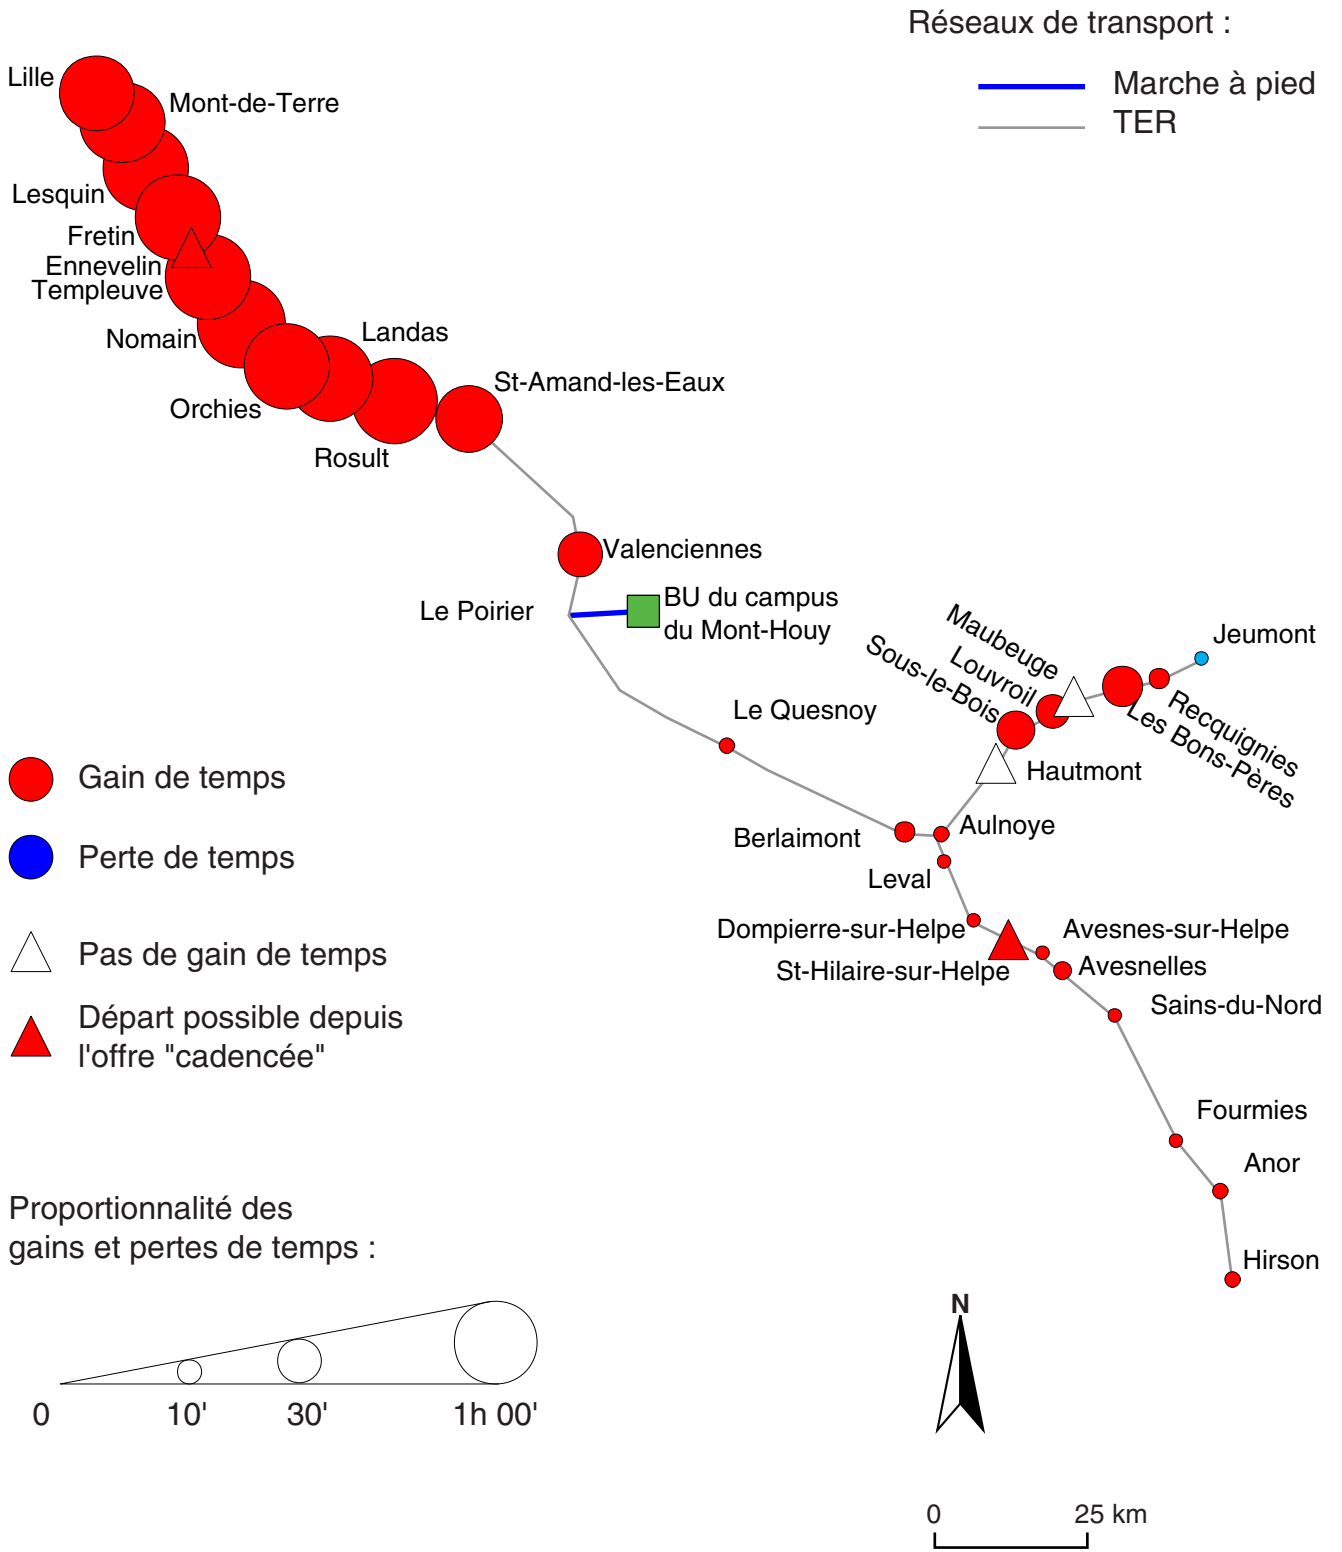 Réseaux de transport :
Marche à pied
TER
Lille
Mont-de-Terre
Lesquin
Fretin
Ennevelin
Templeuve
Nomain
Landas
Orchies
St-Amand-les-Eaux
Rosult
Valenciennes
Le Poirier
BU du campus
du Mont-Houy
Maubeuge
Louvroil
Sous-le-Bois
Jeumont
Recquignies
Les Bons-Pères
Le Quesnoy
Hautmont
Berlaimont
Aulnoye
Leval
Dompierre-sur-Helpe
Avesnes-sur-Helpe
St-Hilaire-sur-Helpe
Avesnelles
Sains-du-Nord
Fourmies
Anor
Hirson
Gain de temps
Perte de temps
Pas de gain de temps
Départ possible depuis
l'offre "cadencée"
Proportionnalité des
gains et pertes de temps :
0 10' 30' 1h 00'
N
0 25 km